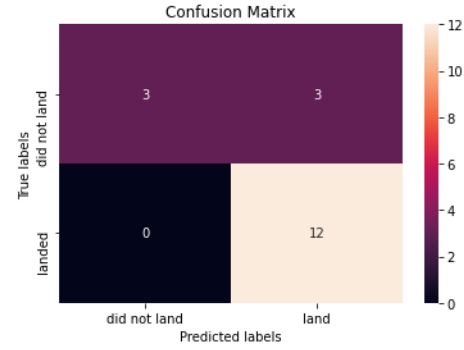 Confusion Matrix
True labels
did not land
landed
3
3
0
12
did not land
land
Predicted labels
12
10
8
6
4
2
0